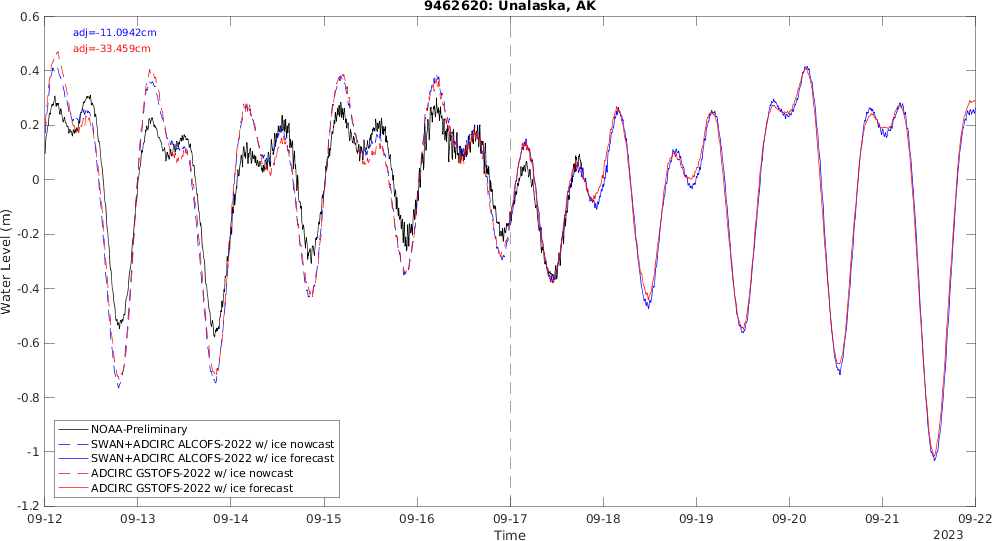 9462620: Unalaska, AK
adj=-11.0942cm
adj=-33.459cm
0.6
0.4
0.2
0
-0.2
-0.4
-0.6
-0.8
-1
-1.2
Water Level (m)
NOAA-Preliminary
SWAN+ADCIRC ALCOFS-2022 w/ ice nowcast
SWAN+ADCIRC ALCOFS-2022 w/ ice forecast
ADCIRC GSTOFS-2022 w/ ice nowcast
ADCIRC GSTOFS-2022 w/ ice forecast
09-12 09-13 09-14 09-15 09-16 09-17 09-18 09-19 09-20 09-21 09-22
Time
2023